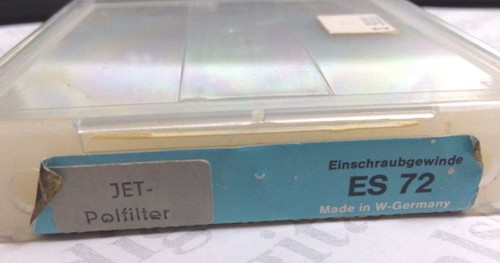 JET-
Polfilter
Einschraubgewinde
ES 72
Made in W-Germany